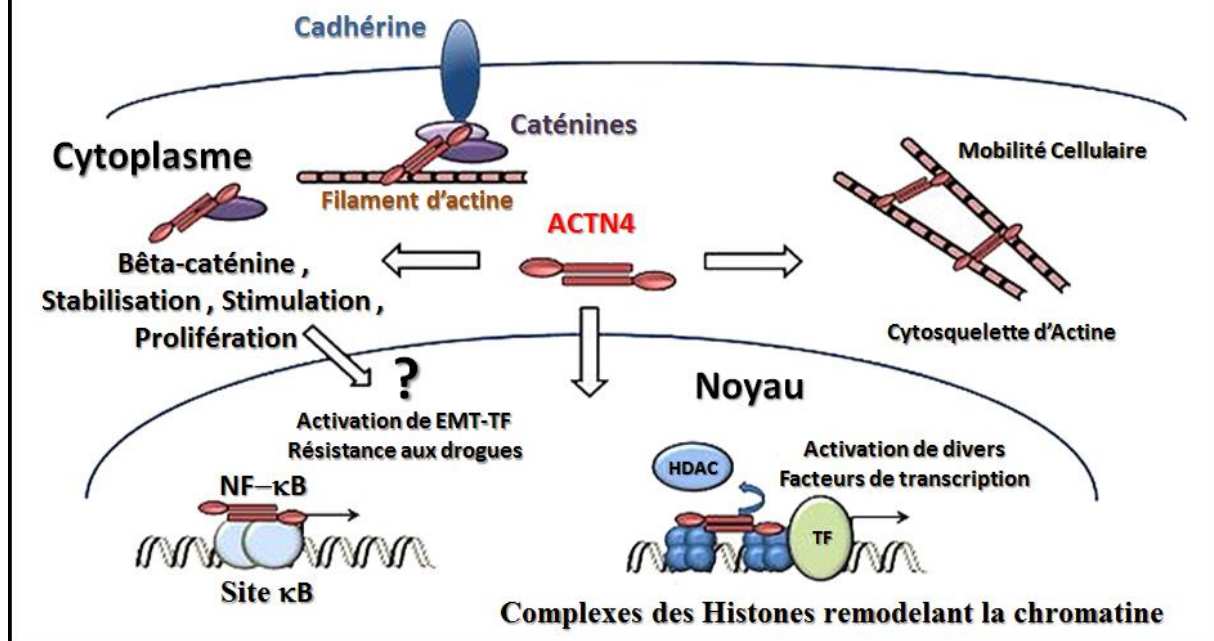 Cadhérine
Caténines
Cytoplasme
Filament d'actine
Mobilité Cellulaire
ACTN4
Bêta-caténine ,
Stabilisation , Stimulation ,
Prolifération
Cytosquelette d'Actine
?
Activation de EMT-TF
Résistance aux drogues
Noyau
Activation de divers
Facteurs de transcription
HDAC
TF
NF–κB
Site κB
Complexes des Histones remodelant la chromatine